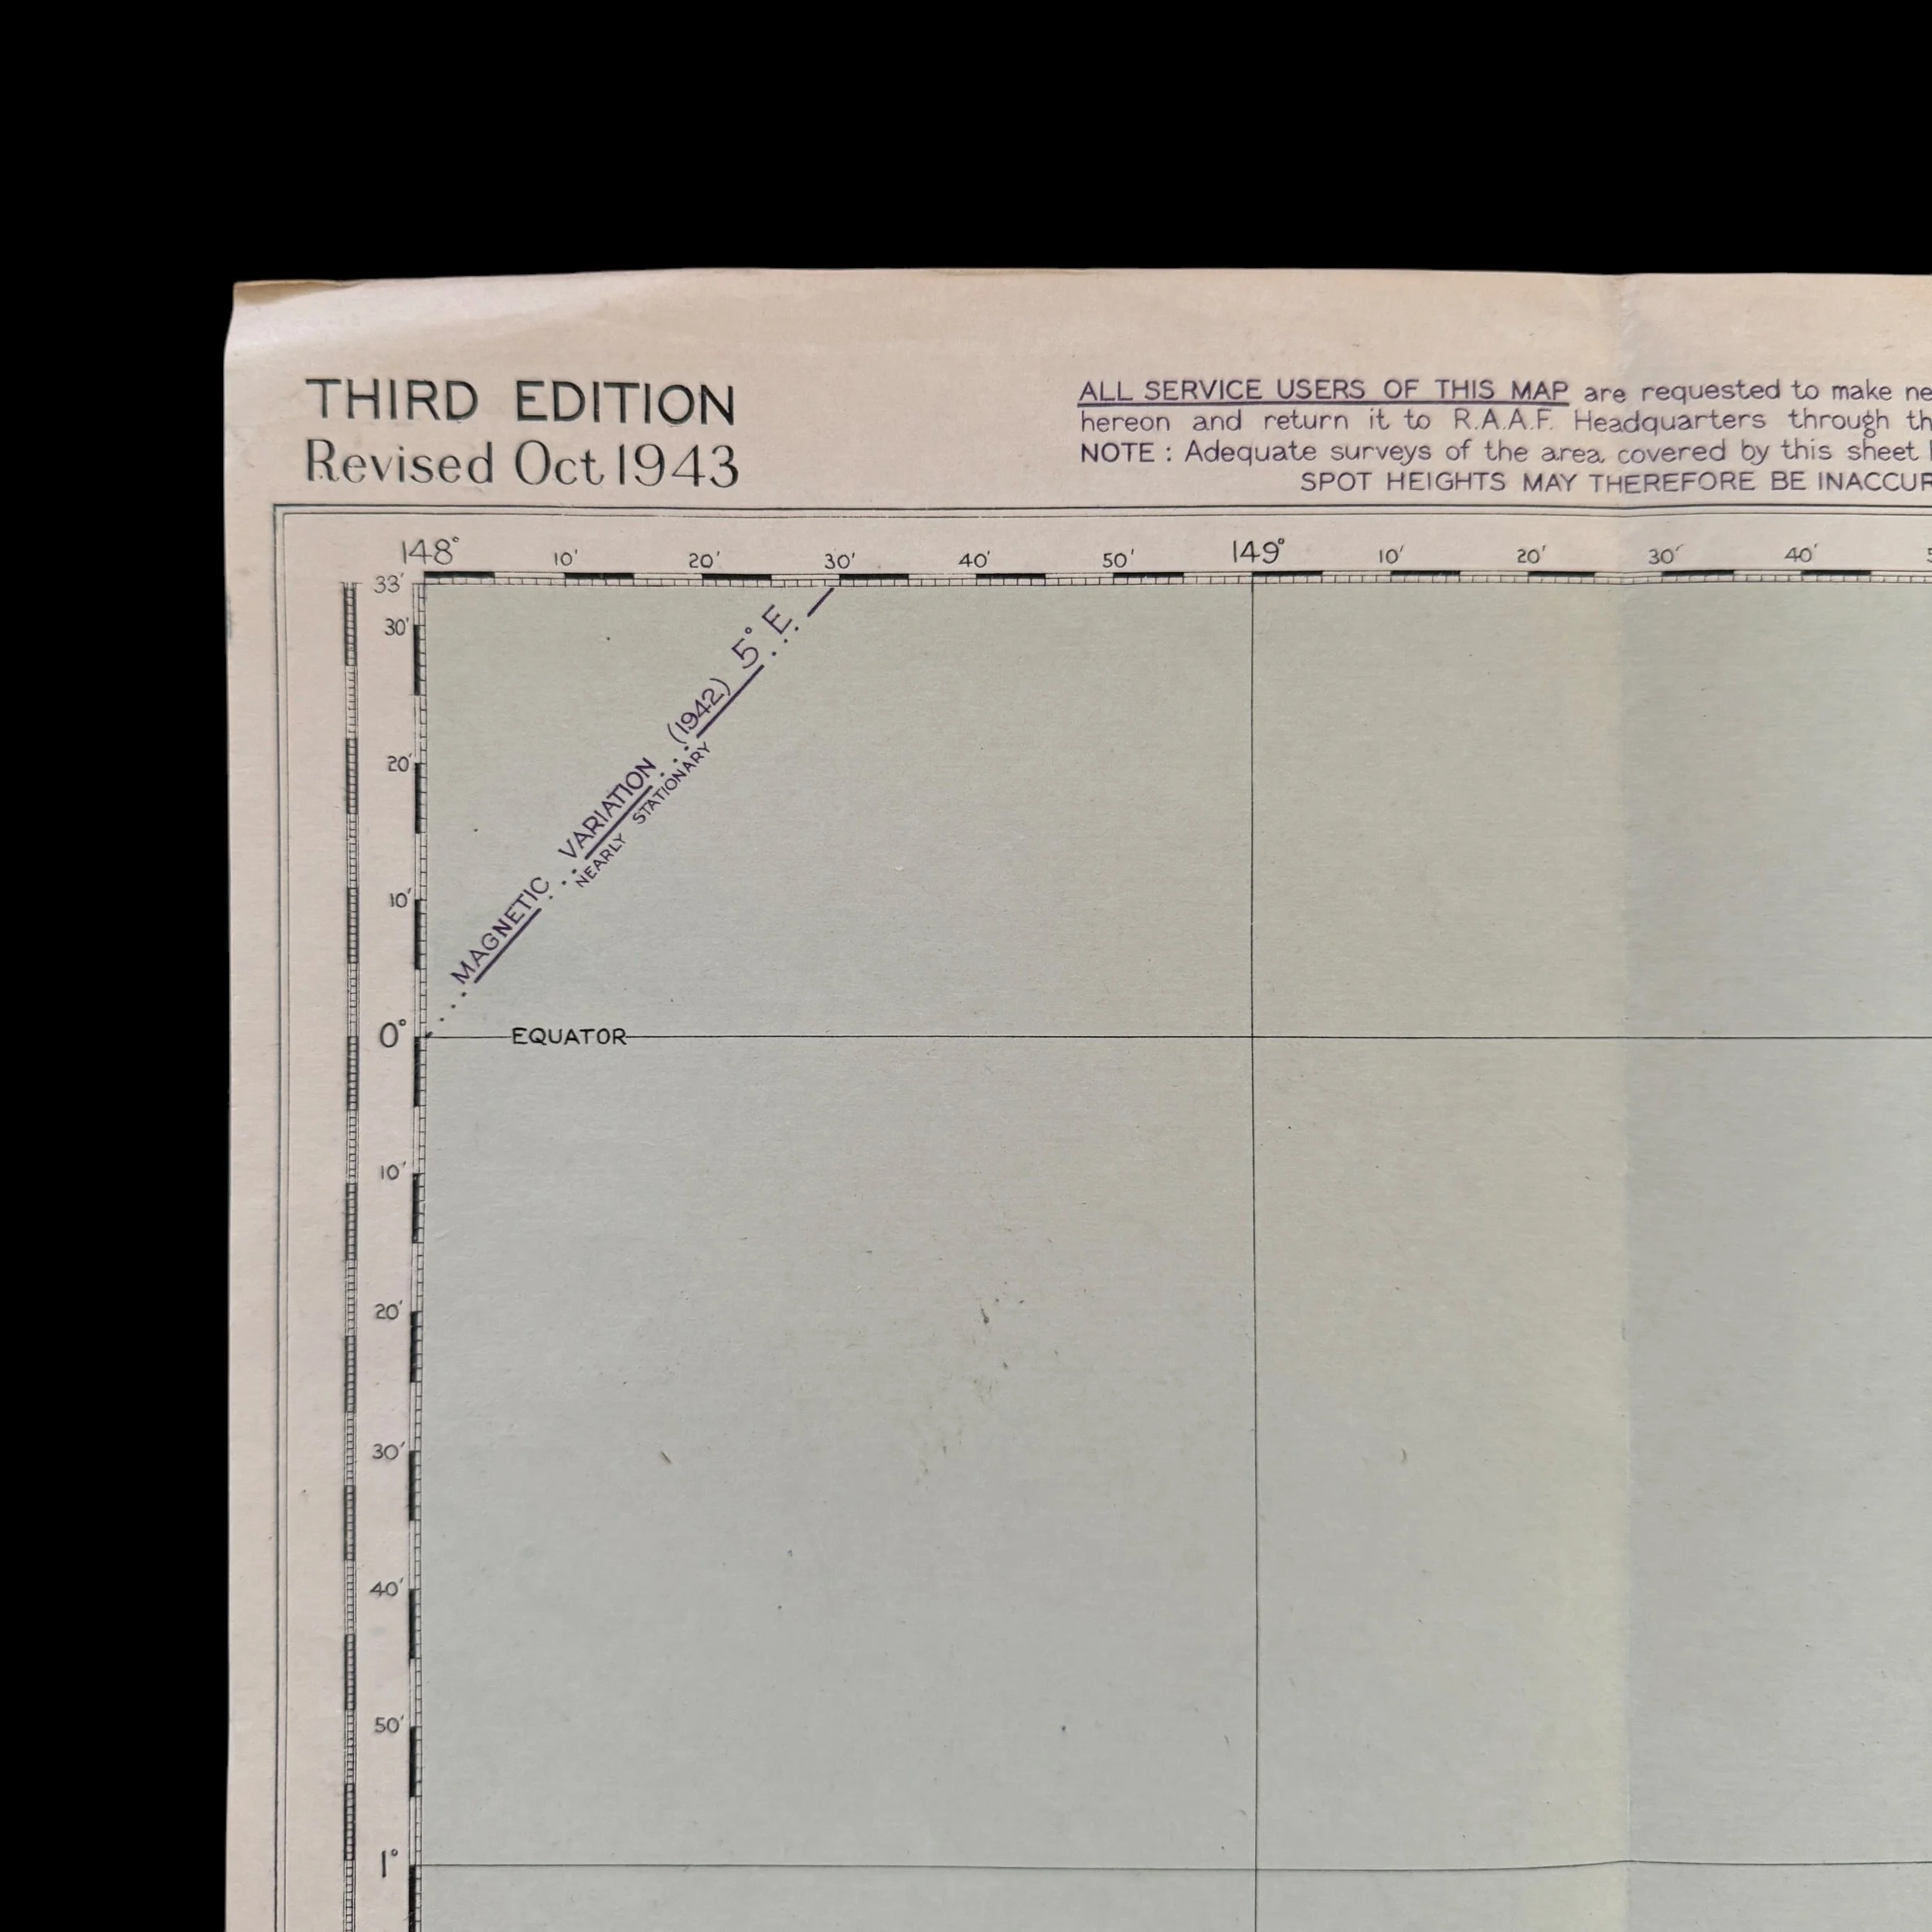 THIRD EDITION
Revised Oct 1943
ALL SERVICE USERS OF THIS MAP are requested to make
hereon and return it to R.A.A.F. Headquarters through
NOTE : Adequate surveys of the area covered by this sheet
SPOT HEIGHTS MAY THEREFORE BE
148° 10' 20' 30' 40' 50' 149° 10' 20' 30' 40'
33'
30'
20'
10'
0°
10'
20'
30'
40'
50'
1°
MAGNETIC VARIATION (1942) 5° E.
NEARLY STATIONARY
EQUATOR